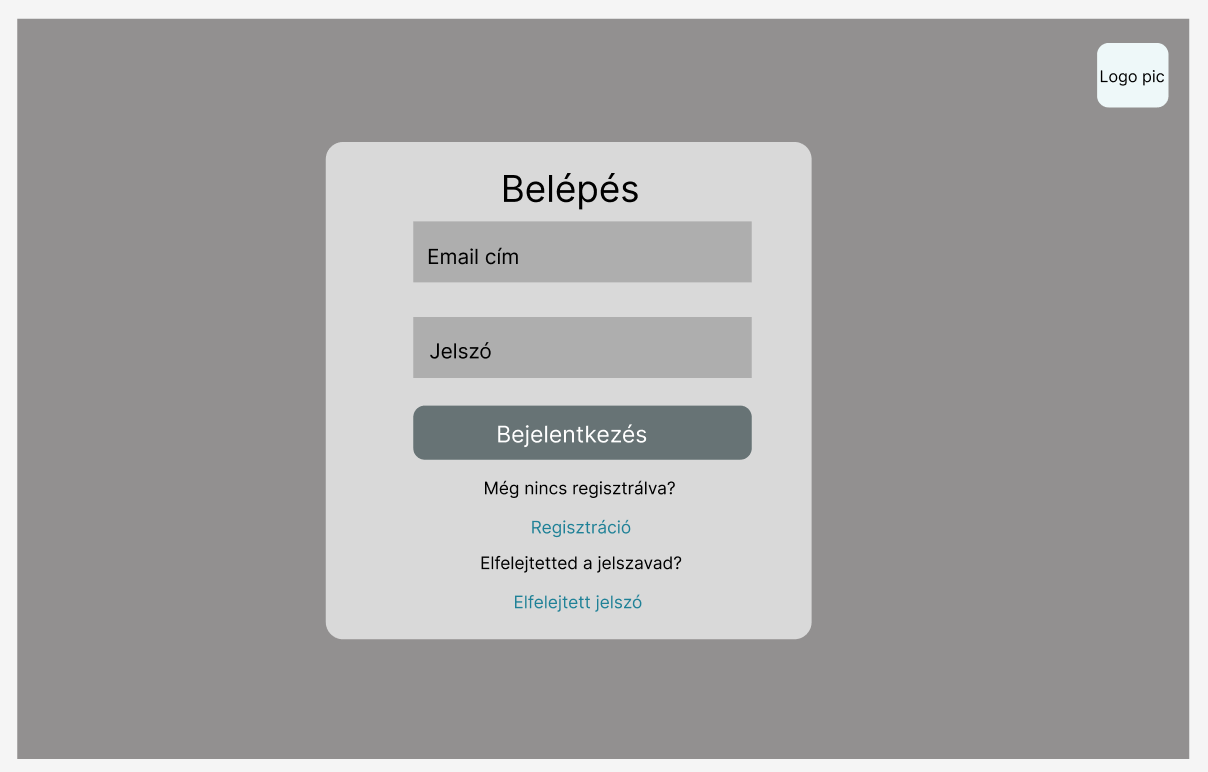 Logo pic
Belépés
Email cím
Jelszó
Bejelentkezés
Még nincs regisztrálva?
Regisztráció
Elfelejtetted a jelszavad?
Elfelejtett jelszó